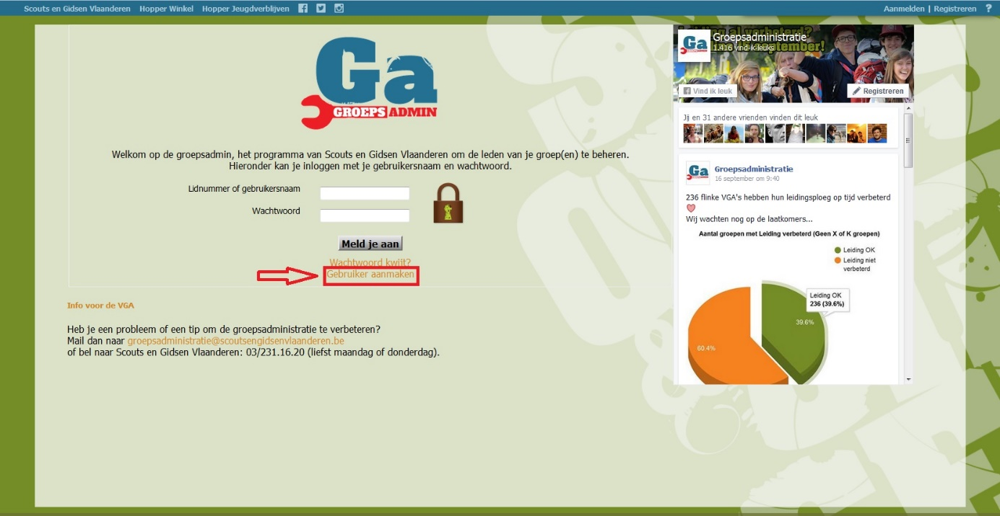 Scouts en Gidsen Vlaanderen Hopper Winkel Hopper Jeugdverblijven
Aanmelden | Registreren ?
Ga
GROEPSADMIN
Welkom op de groepsadmin, het programma van Scouts en Gidsen Vlaanderen om de leden van je groep(en) te beheren.
Hieronder kan je inloggen met je gebruikersnaam en wachtwoord.
Lidnummer of gebruikersnaam
Wachtwoord
Meld je aan
Wachtwoord kwijt?
Gebruiker aanmaken
Info voor de VGA
Heb je een probleem of een tip om de groepsadministratie te verbeteren?
Mail dan naar groepsadministratie@scoutsengidsenvlaanderen.be
of bel naar Scouts en Gidsen Vlaanderen: 03/231.16.20 (liefst maandag of donderdag).
Ga
Groepsadministratie
1.416 vind-ik-leuks
Vind ik leuk
Registreren
Jij en 31 andere vrienden vinden dit leuk
Ga
Groepsadministratie
16 september om 9:40
236 flinke VGA's hebben hun leidingsploeg op tijd verbeterd
Wij wachten nog op de laatkomers...
Aantal groepen met Leiding verbeterd (Geen X of K groepen)
Leiding OK
Leiding niet
verbeterd
Leiding OK
236 (39.6%)
39.6%
60.4%